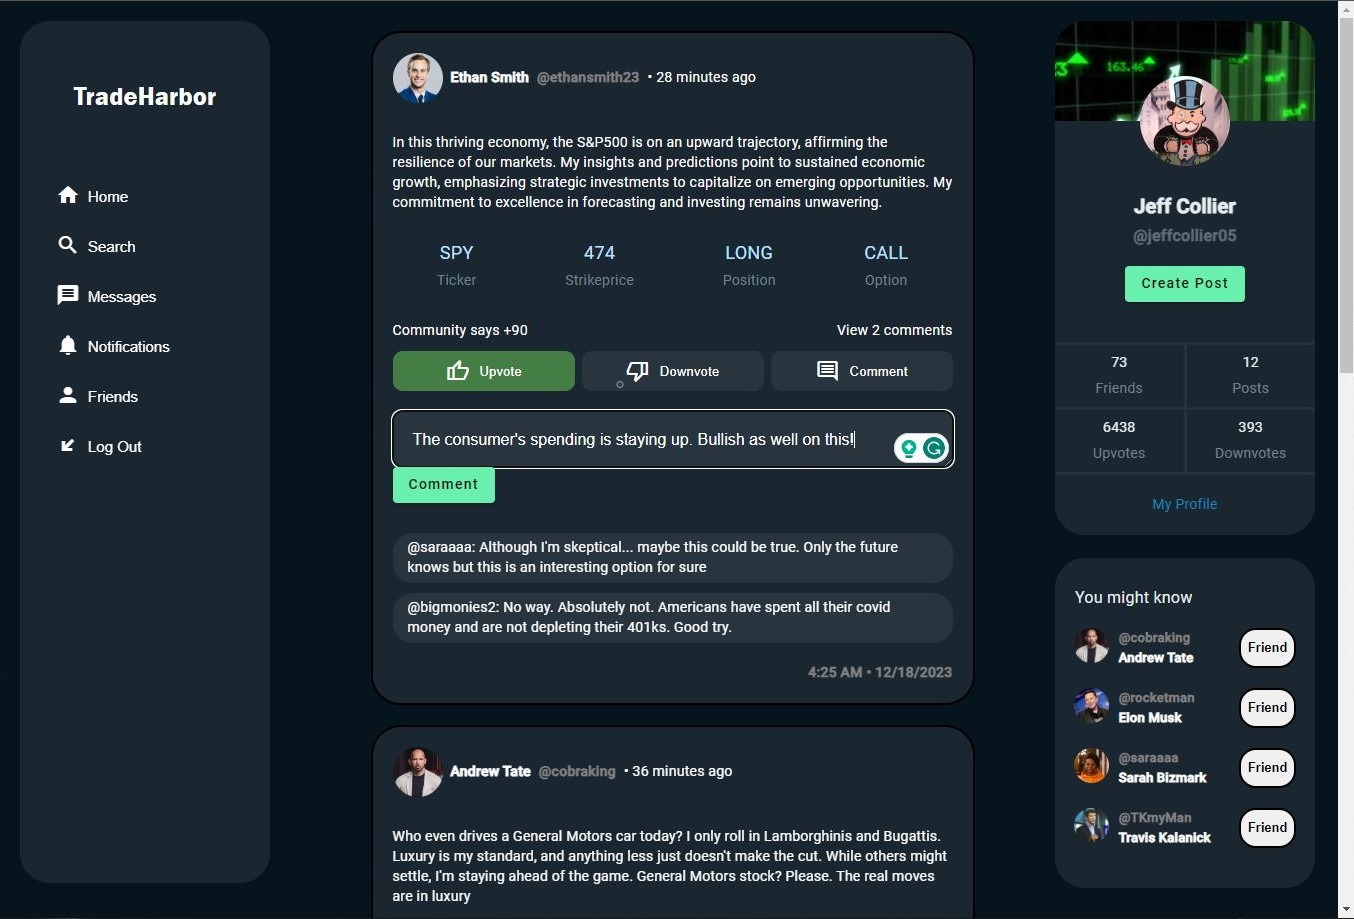 TradeHarbor
Home
Search
Messages
Notifications
Friends
Log Out
Ethan Smith @ethansmith23 • 28 minutes ago
In this thriving economy, the S&P500 is on an upward trajectory, affirming the
resilience of our markets. My insights and predictions point to sustained economic
growth, emphasizing strategic investments to capitalize on emerging opportunities. My
commitment to excellence in forecasting and investing remains unwavering.
SPY 474 LONG CALL
Ticker Strikeprice Position Option
Community says +90 View 2 comments
Upvote Downvote Comment
The consumer's spending is staying up. Bullish as well on this!
Comment
@saraaaa: Although I'm skeptical... maybe this could be true. Only the future
knows but this is an interesting option for sure
@bigmonies2: No way. Absolutely not. Americans have spent all their covid
money and are not depleting their 401ks. Good try.
4:25 AM • 12/18/2023
Andrew Tate @cobraking • 36 minutes ago
Who even drives a General Motors car today? I only roll in Lamborghinis and Bugattis.
Luxury is my standard, and anything less just doesn't make the cut. While others might
settle, I'm staying ahead of the game. General Motors stock? Please. The real moves
are in luxury
163.46
Jeff Collier
@jeffcollier05
Create Post
73 12
Friends Posts
6438 393
Upvotes Downvotes
My Profile
You might know
@cobraking
Andrew Tate
Friend
@rocketman
Elon Musk
Friend
@saraaaa
Sarah Bizmark
Friend
@TKmyMan
Travis Kalanick
Friend